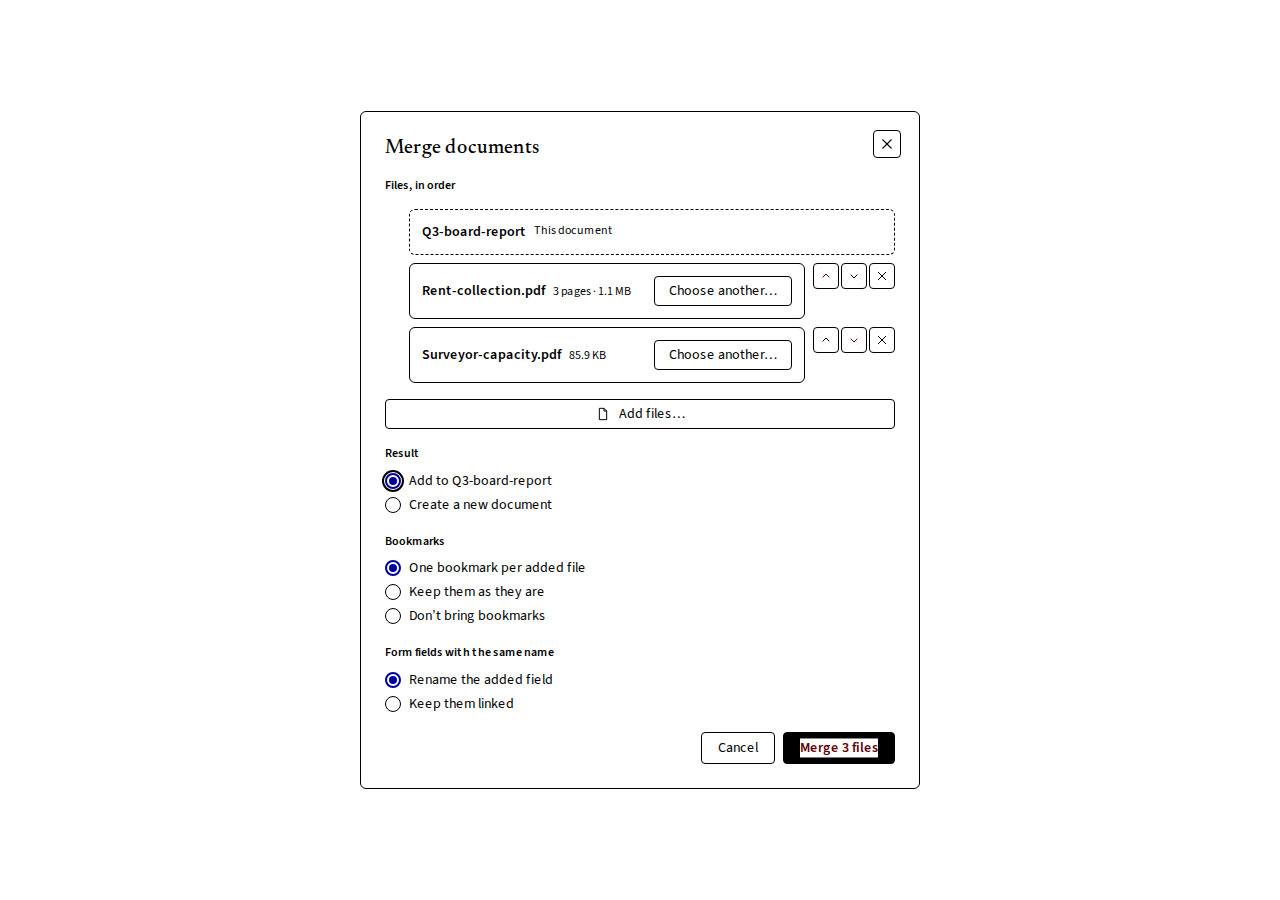 Merge documents
Files, in order
Q3-board-report This document
Rent-collection.pdf 3 pages · 1.1 MB Choose another…
Surveyor-capacity.pdf 85.9 KB Choose another…
Add files…
Result
Add to Q3-board-report
Create a new document
Bookmarks
One bookmark per added file
Keep them as they are
Don’t bring bookmarks
Form fields with the same name
Rename the added field
Keep them linked
Cancel Merge 3 files